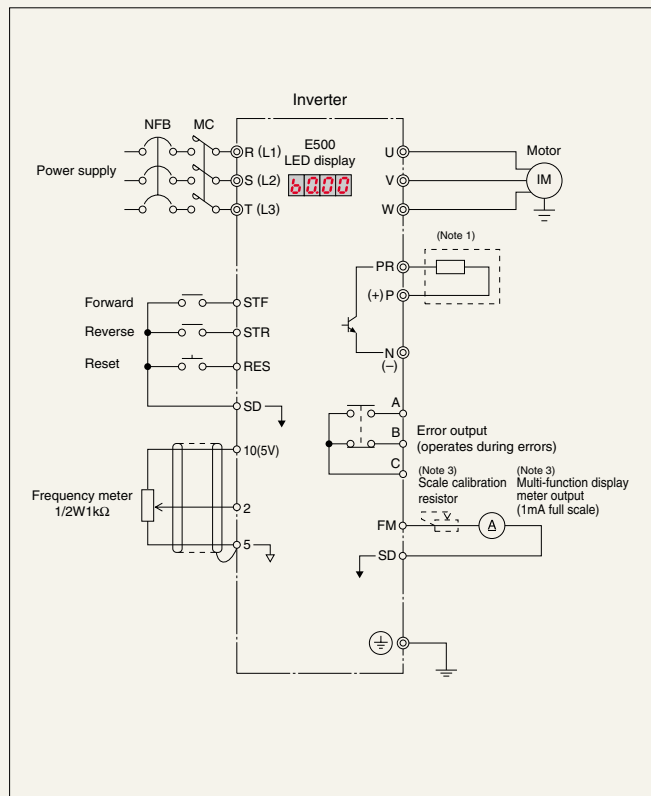 Inverter
NFB MC
E500
LED display
60.00
Power supply
R (L1)
S (L2)
T (L3)
U
V
W
Motor
IM
(Note 1)
PR
(+) P
N
(–)
Forward
Reverse
Reset
STF
STR
RES
SD
A
B
C
Error output
(operates during errors)
10(5V)
2
5
Frequency meter
1/2W1kΩ
(Note 3)
Scale calibration
resistor
(Note 3)
Multi-function display
meter output
(1mA full scale)
FM
A
SD